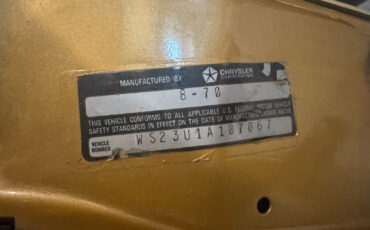 MANUFACTURED BY CHRYSLER CORPORATION
8-70
THIS VEHICLE CONFORMS TO ALL APPLICABLE U.S. FEDERAL MOTOR VEHICLE
SAFETY STANDARDS IN EFFECT ON THE DATE OF MANUFACTURE SHOWN ABOVE
VEHICLE NUMBER WS23U1A107067